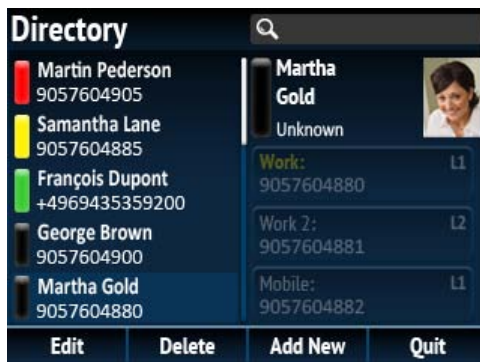 Directory
Martin Pederson
9057604905
Samantha Lane
9057604885
François Dupont
+4969435359200
George Brown
9057604900
Martha Gold
9057604880
Martha
Gold
Unknown
Work: L1
9057604880
Work 2: L2
9057604881
Mobile: L1
9057604882
Edit Delete Add New Quit